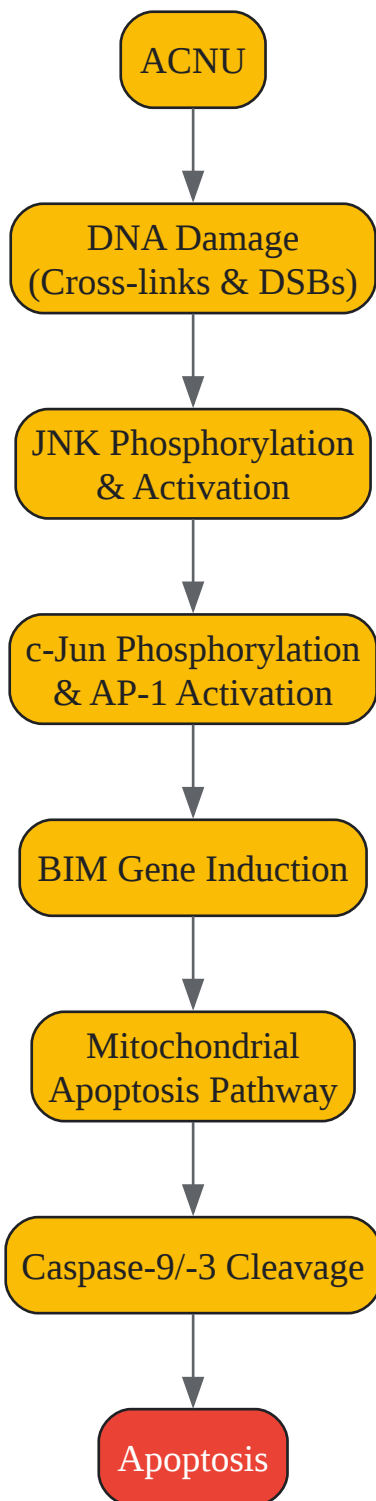 ACNU
DNA Damage
(Cross-links & DSBs)
JNK Phosphorylation
& Activation
c-Jun Phosphorylation
& AP-1 Activation
BIM Gene Induction
Mitochondrial
Apoptosis Pathway
Caspase-9/-3 Cleavage
Apoptosis